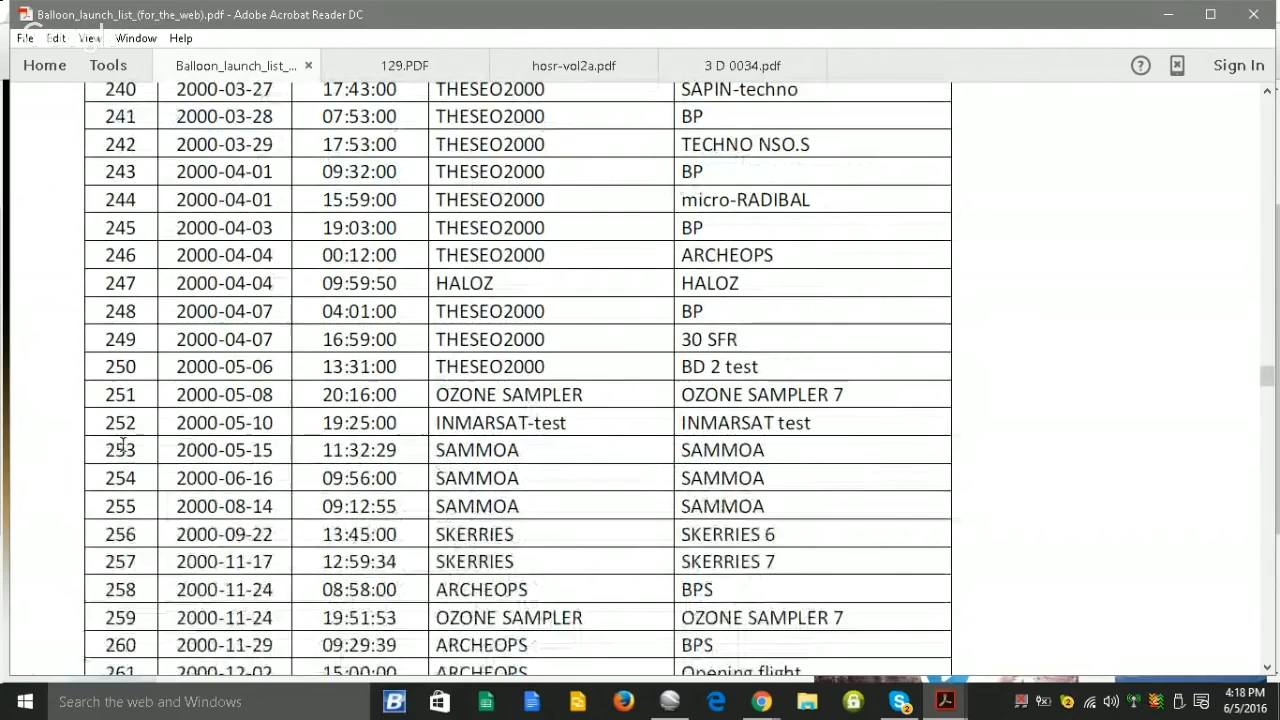 Balloon_launch_list_(for_the_web).pdf - Adobe Acrobat Reader DC
Google
File Edit View Window Help
Home Tools Balloon_launch_list_... × 129.PDF hosr-vol2a.pdf 3 D 0034.pdf ? Sign In
240 2000-03-27 17:43:00 THESEO2000 SAPIN-techno
241 2000-03-28 07:53:00 THESEO2000 BP
242 2000-03-29 17:53:00 THESEO2000 TECHNO NSO.S
243 2000-04-01 09:32:00 THESEO2000 BP
244 2000-04-01 15:59:00 THESEO2000 micro-RADIBAL
245 2000-04-03 19:03:00 THESEO2000 BP
246 2000-04-04 00:12:00 THESEO2000 ARCHEOPS
247 2000-04-04 09:59:50 HALOZ HALOZ
248 2000-04-07 04:01:00 THESEO2000 BP
249 2000-04-07 16:59:00 THESEO2000 30 SFR
250 2000-05-06 13:31:00 THESEO2000 BD 2 test
251 2000-05-08 20:16:00 OZONE SAMPLER OZONE SAMPLER 7
252 2000-05-10 19:25:00 INMARSAT-test INMARSAT test
253 2000-05-15 11:32:29 SAMMOA SAMMOA
254 2000-06-16 09:56:00 SAMMOA SAMMOA
255 2000-08-14 09:12:55 SAMMOA SAMMOA
256 2000-09-22 13:45:00 SKERRIES SKERRIES 6
257 2000-11-17 12:59:34 SKERRIES SKERRIES 7
258 2000-11-24 08:58:00 ARCHEOPS BPS
259 2000-11-24 19:51:53 OZONE SAMPLER OZONE SAMPLER 7
260 2000-11-29 09:29:39 ARCHEOPS BPS
261 2000-12-02 15:00:00 ARCHEOPS Opening flight
Search the web and Windows
4:18 PM
6/5/2016